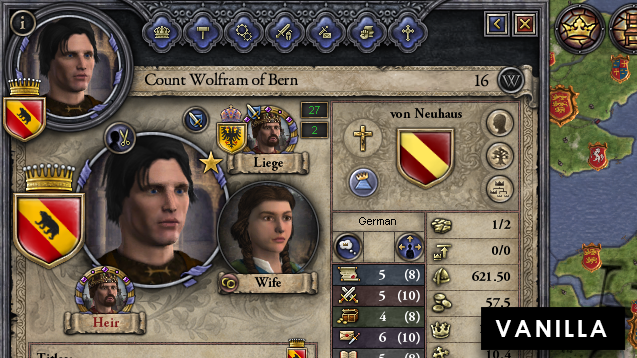 Count Wolfram of Bern
16
W
27
2
von Neuhaus
Liege
Wife
Heir
German
5 (8)
5 (10)
4 (8)
6 (10)
1/2
0/0
621.50
57.5
VANILLA